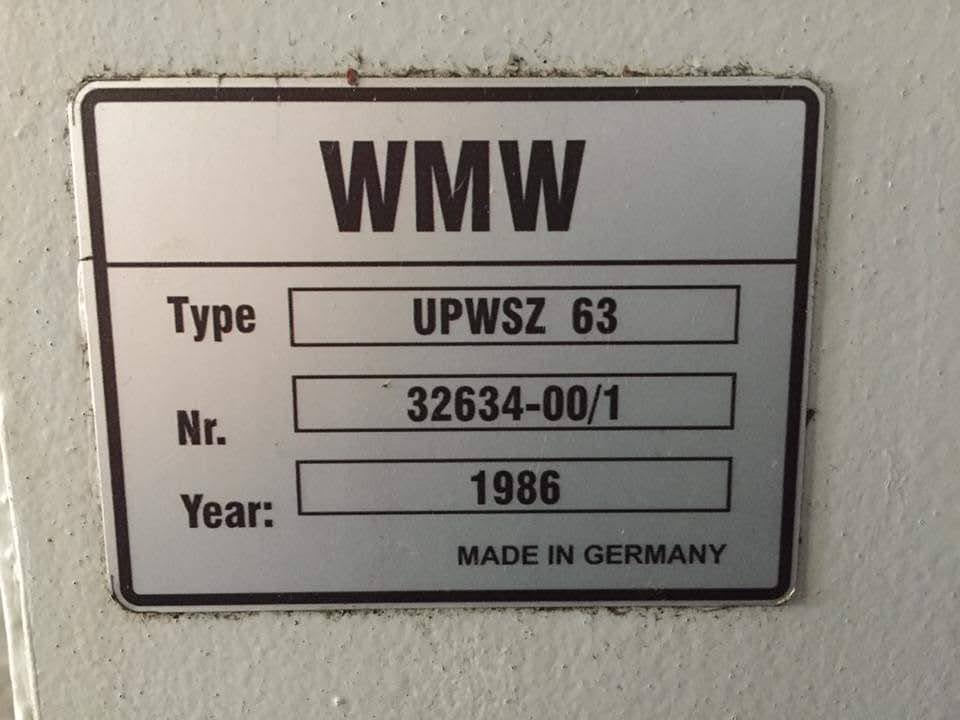 WMW
Type UPWSZ 63
Nr. 32634-00/1
Year: 1986
MADE IN GERMANY